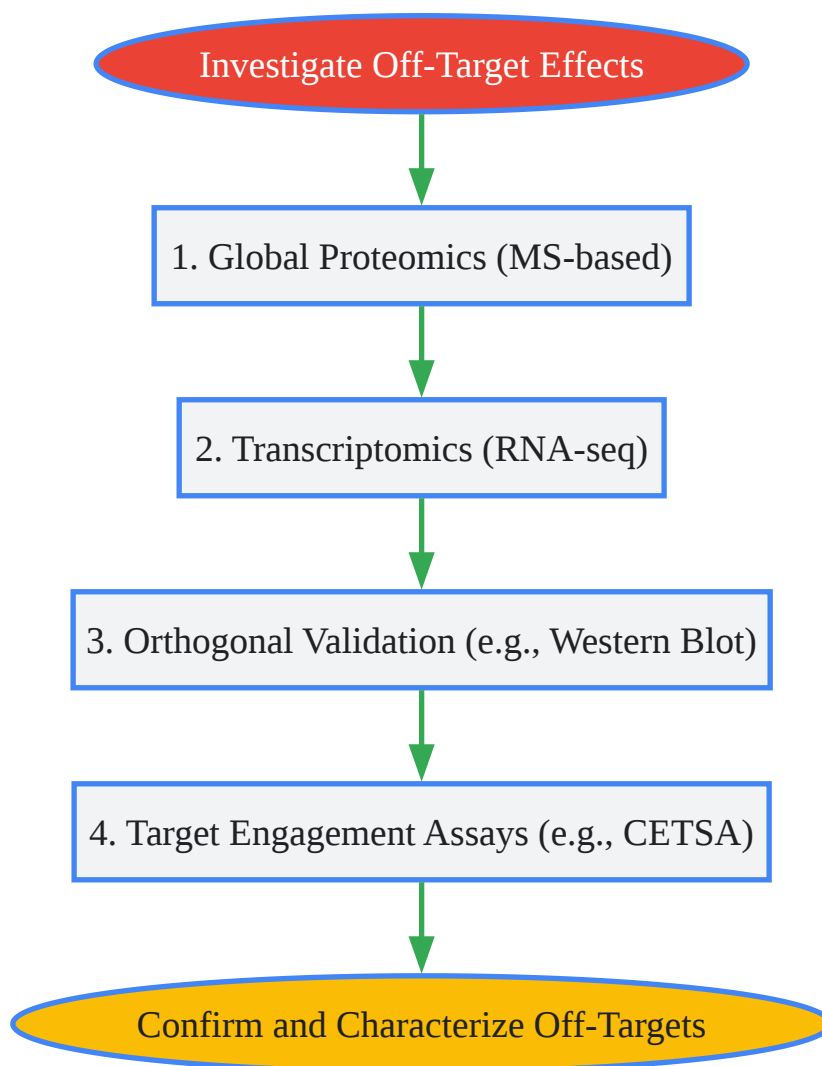 Investigate Off-Target Effects
1. Global Proteomics (MS-based)
2. Transcriptomics (RNA-seq)
3. Orthogonal Validation (e.g., Western Blot)
4. Target Engagement Assays (e.g., CETSA)
Confirm and Characterize Off-Targets